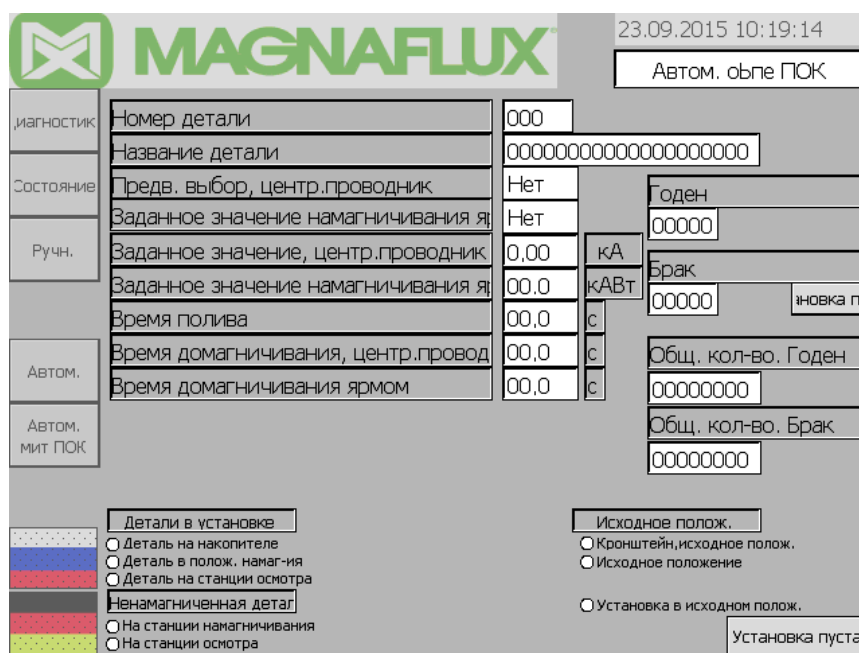 MAGNAFLUX
23.09.2015 10:19:14
Автом. оЬпе ПОК
,иагностик
Номер детали
000
Название детали
00000000000000000000
Состояние
Предв. выбор, центр.проводник
Нет
Заданное значение намагничивания яр
Нет
Годен
00000
Ручн.
Заданное значение, центр.проводник
0,00
кА
Заданное значение намагничивания яр
00.0
кАВт
Брак
00000
новка п
Время полива
00,0
с
Время домагничивания, центр.провод
00,0
с
Время домагничивания ярмом
00,0
с
Общ. кол-во. Годен
00000000
Общ. кол-во. Брак
00000000
Автом.
Автом.
мит ПОК
Детали в установке
Деталь на накопителе
Деталь в полож. намаг-ия
Деталь на станции осмотра
Ненамагниченная детал
На станции намагничивания
На станции осмотра
Исходное полож.
Кронштейн,исходное полож.
Исходное положение
Установка в исходном полож.
Установка пуста